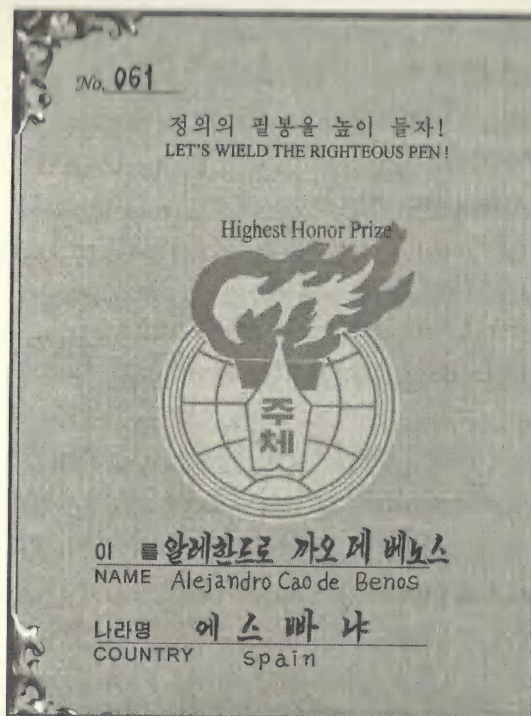 No. 061
정의의 필봉을 높이 들자!
LET'S WIELD THE RIGHTEOUS PEN!
Highest Honor Prize
주
체
이 름 알레한드로 까오 데 베노스
NAME Alejandro Cao de Benos
나라명 에스빠냐
COUNTRY Spain